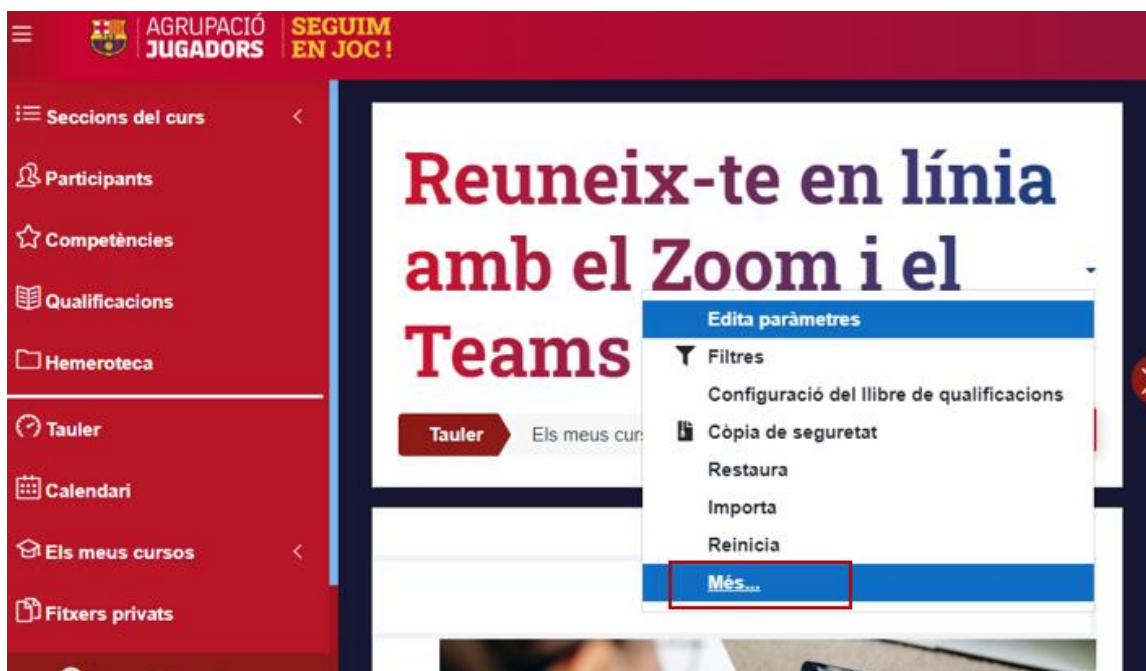 AGRUPACIÓ
JUGADORS
SEGUIM
EN JOC!
Seccions del curs
Participants
Competències
Qualificacions
Hemeroteca
Tauler
Calendari
Els meus cursos
Fitxers privats
Reuneix-te en línia
amb el Zoom i el
Teams
Tauler
Els meus
Edita paràmetres
Filtres
Configuració del llibre de qualificacions
Còpia de seguretat
Restaura
Importa
Reinicia
Més...